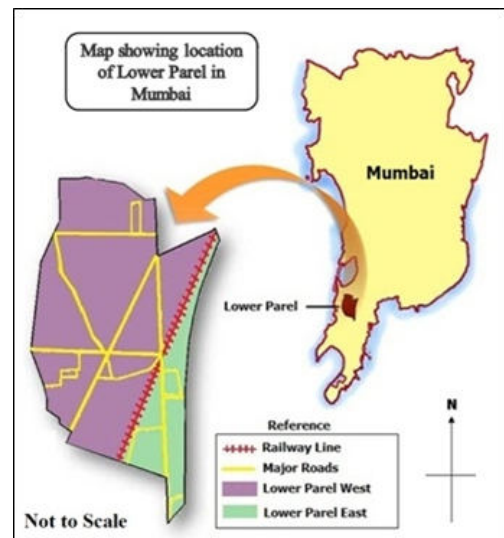 Map showing location
of Lower Parel in
Mumbai
Mumbai
Lower Parel
N
Reference
Railway Line
Major Roads
Lower Parel West
Lower Parel East
Not to Scale